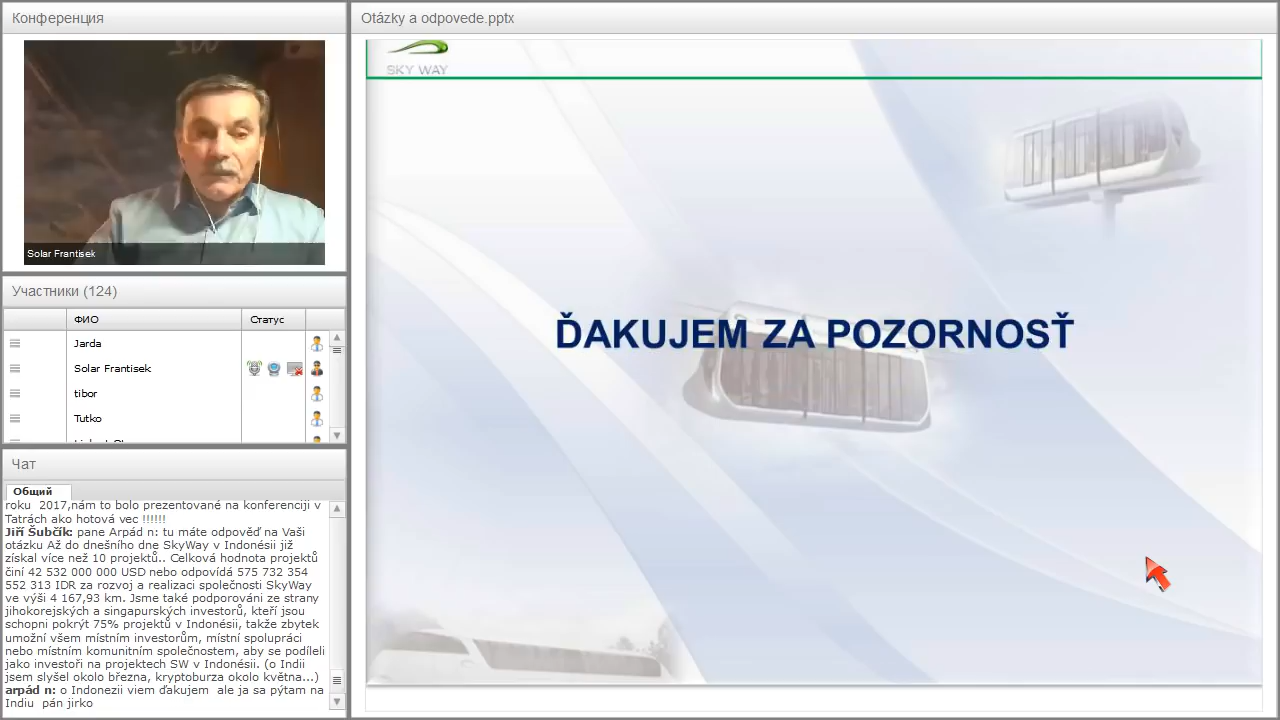 Конференция
SW
Solar Frantisek
Участники (124)
ФИО Статус
Jarda
Solar Frantisek
tibor
Tutko
Чат
Общий
roku 2017,nám to bolo prezentované na konferenciji v
Tatrách ako hotová vec !!!!!!
Jiří Šubčík: pane Arpád n: tu máte odpověď na Vaši
otázku Až do dnešního dne SkyWay v Indonésii již
získal více než 10 projektů.. Celková hodnota projektů
činí 42 532 000 000 USD nebo odpovídá 575 732 354
552 313 IDR za rozvoj a realizaci společnosti SkyWay
ve výši 4 167,93 km. Jsme také podporováni ze strany
jihokorejských a singapurských investorů, kteří jsou
schopni pokrýt 75% projektů v Indonésii, takže zbytek
umožní všem místním investorům, místní spolupráci
nebo místním komunitním společnostem, aby se podíleli
jako investoři na projektech SW v Indonésii. (o Indii
jsem slyšel okolo března, kryptoburza okolo května...)
arpád n: o Indonezii viem ďakujem ale ja sa pýtam na
Indiu pán
Otázky a odpovede.pptx
SKY WAY
ĎAKUJEM ZA POZORNOSŤ